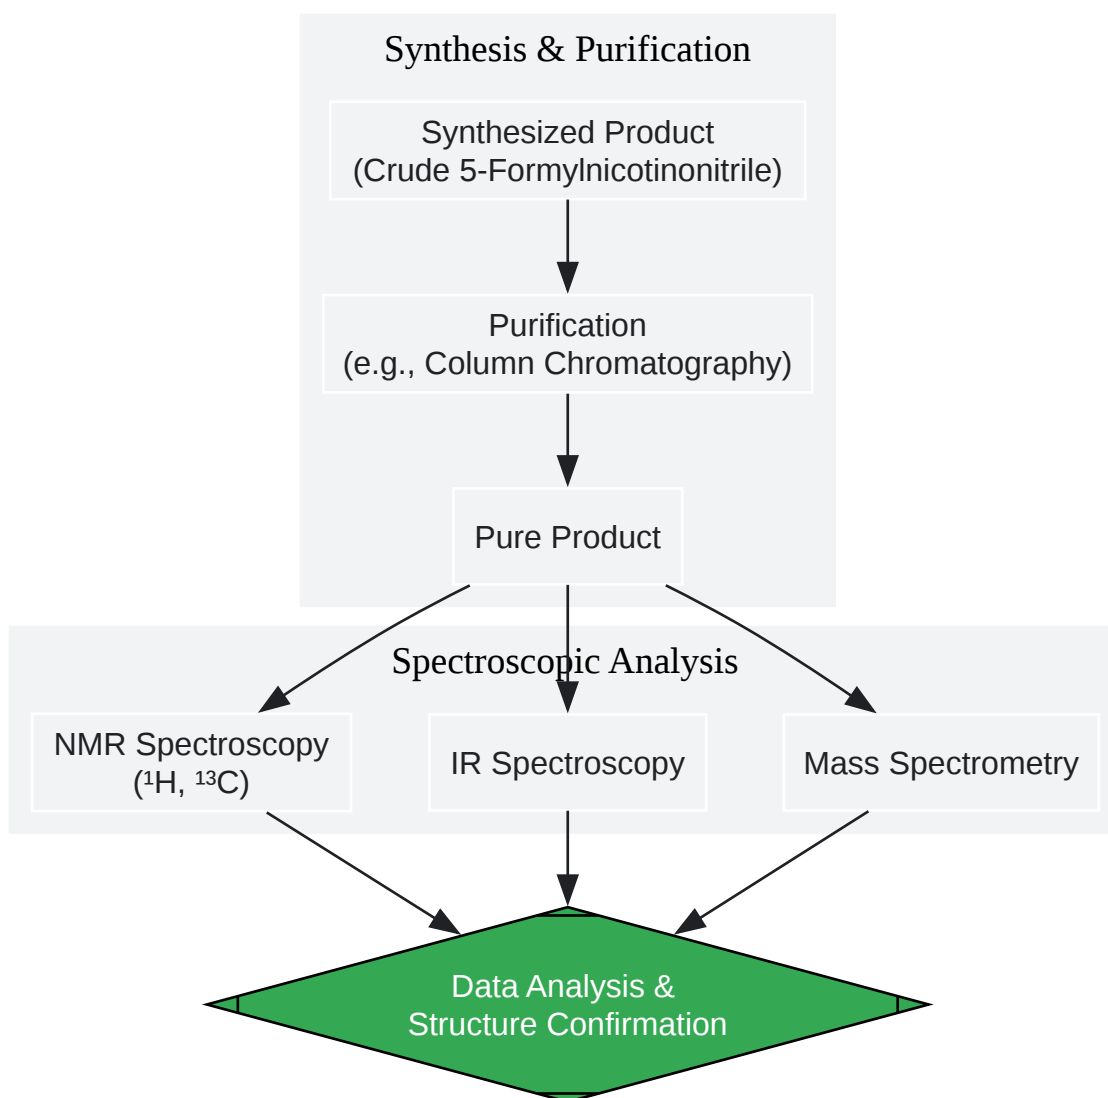 Synthesis & Purification
Synthesized Product
(Crude 5-Formylnicotinonitrile)
Purification
(e.g., Column Chromatography)
Pure Product
Spectroscopic Analysis
NMR Spectroscopy
(¹H, ¹³C)
IR Spectroscopy
Mass Spectrometry
Data Analysis &
Structure Confirmation